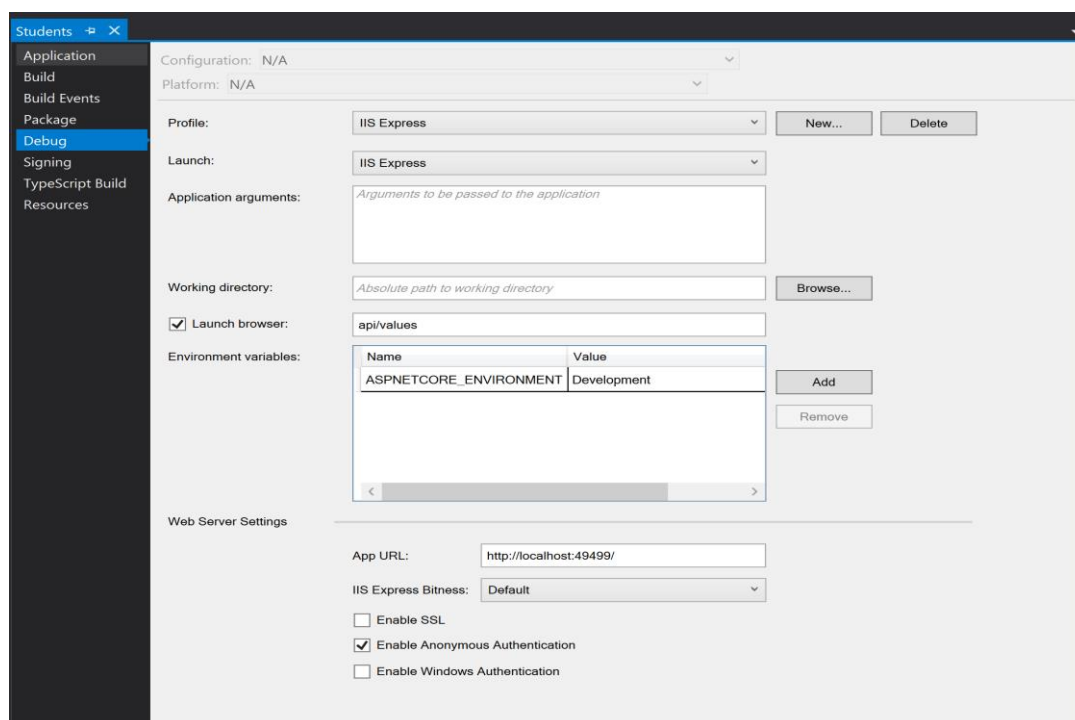 Students
Application
Build
Build Events
Package
Debug
Signing
TypeScript Build
Resources
Configuration: N/A
Platform: N/A
Profile: IIS Express New... Delete
Launch: IIS Express
Application arguments: Arguments to be passed to the application
Working directory: Absolute path to working directory Browse...
Launch browser: api/values
Environment variables: Name Value
ASPNETCORE_ENVIRONMENT Development Add
Remove
Web Server Settings
App URL: http://localhost:49499/
IIS Express Bitness: Default
Enable SSL
Enable Anonymous Authentication
Enable Windows Authentication